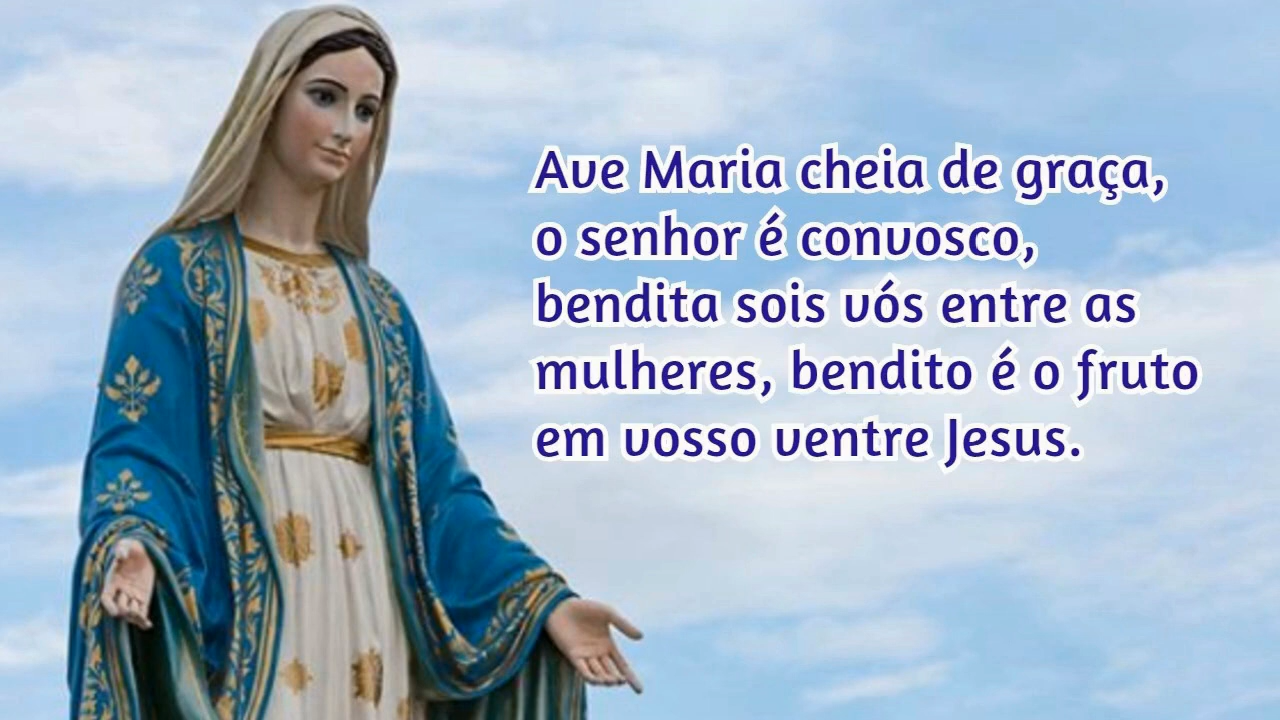 Ave Maria cheia de graça,
o senhor é convosco,
bendita sois vós entre as
mulheres, bendito é o fruto
em vosso ventre Jesus.